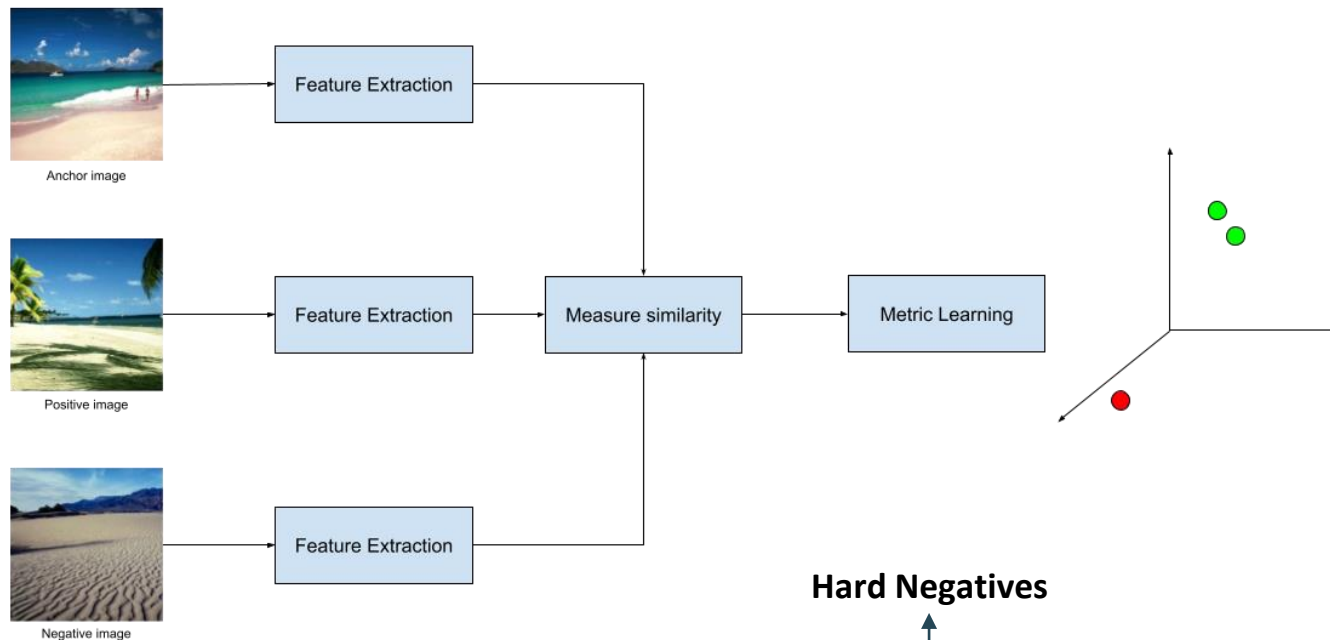 Anchor image
Feature Extraction
Positive image
Feature Extraction
Measure similarity
Metric Learning
Negative image
Feature Extraction
Hard Negatives